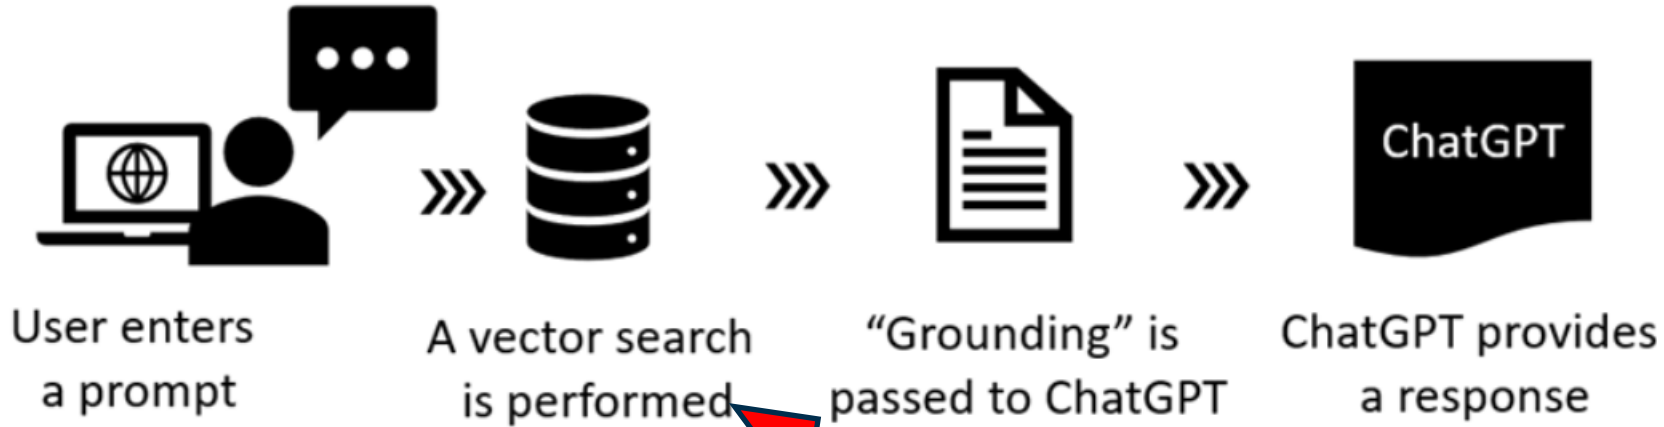 ChatGPT
User enters
a prompt
A vector search
is performed
“Grounding” is
passed to ChatGPT
ChatGPT provides
a response